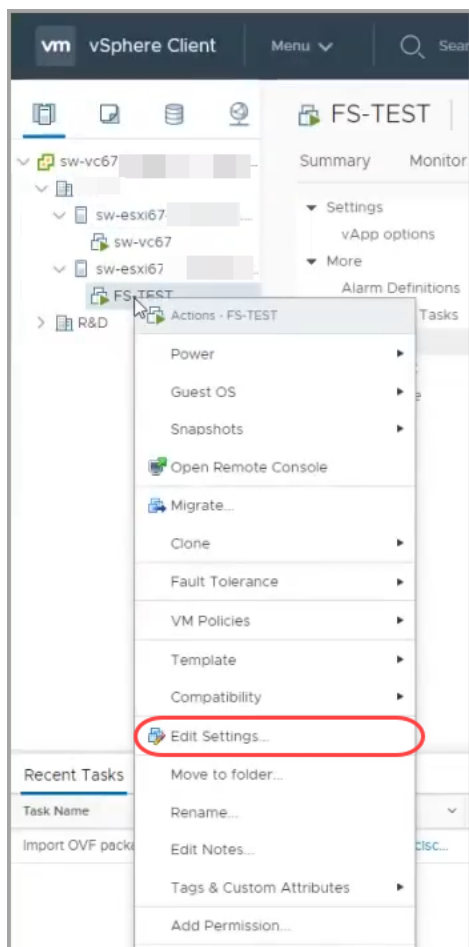 vm vSphere Client Menu
FS-TEST
Summary Monitor
sw-vc67
Settings
sw-esxi67
vApp options
sw-vc67
More
sw-esxi67
Alarm Definitions
FS-TEST
Tasks
R&D
Actions - FS-TEST
Power
Guest OS
Snapshots
Open Remote Console
Migrate...
Clone
Fault Tolerance
VM Policies
Template
Compatibility
Edit Settings...
Recent Tasks
Move to folder...
Task Name
Rename...
Import OVF
Edit Notes...
Tags & Custom Attributes
Add Permission...